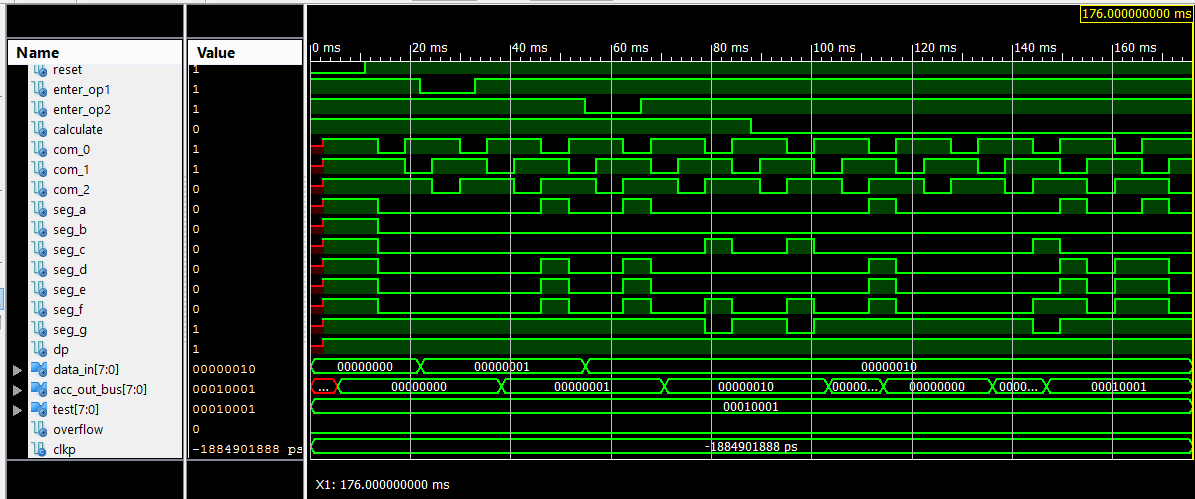 176.000000000 ms
Name Value
0 ms 20 ms 40 ms 60 ms 80 ms 100 ms 120 ms 140 ms 160 ms
reset 1
enter_op1 1
enter_op2 1
calculate 0
com_0 1
com_1 1
com_2 0
seg_a 0
seg_b 0
seg_c 0
seg_d 0
seg_e 0
seg_f 0
seg_g 1
dp 1
data_in[7:0] 00000010 00000000 00000001 00000010
acc_out_bus[7:0] 00010001 ... 00000000 00000001 00000010 00000... 00000000 0000... 00010001
test[7:0] 00010001 00010001
overflow 0
clkp -1884901888 ps -1884901888 ps
X1: 176.000000000 ms